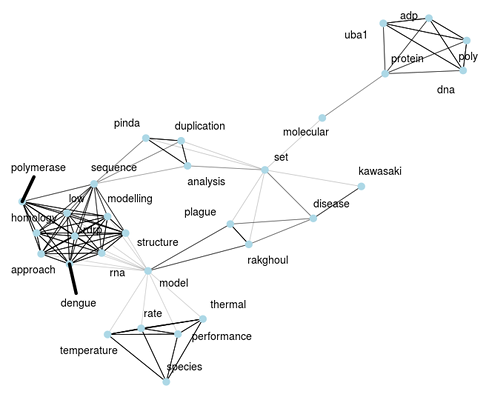 adp
uba1
protein
poly
dna
molecular
pinda
duplication
set
sequence
analysis
kawasaki
polymerase
low
modelling
homology
plague
disease
structure
rakghoul
approach
rna
model
dengue
rate
thermal
performance
temperature
species